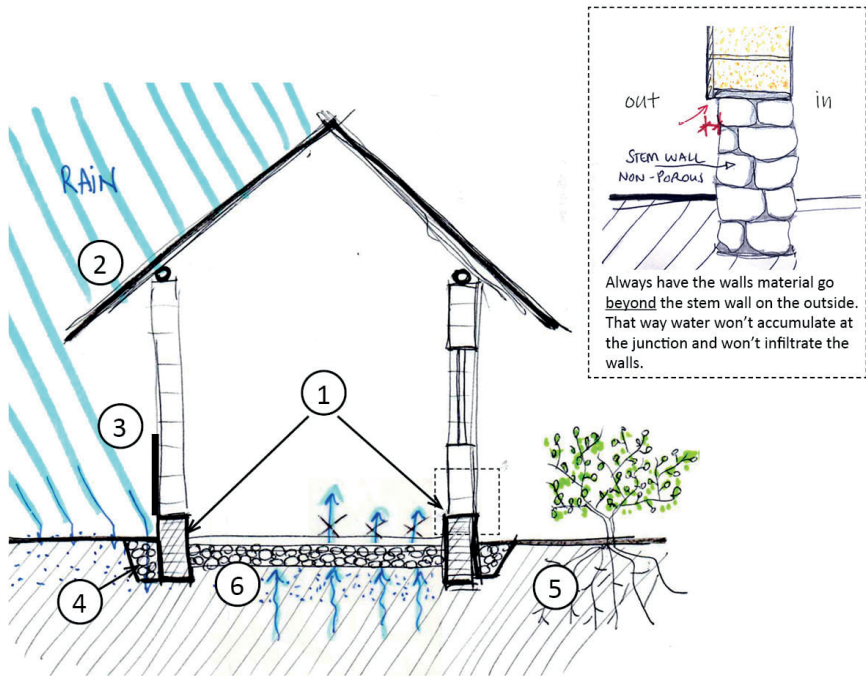 RAIN
2
3
1
4
6
5
out
in
STEM WALL
NON-POROUS
Always have the walls material go
beyond the stem wall on the outside.
That way water won’t accumulate at
the junction and won’t infiltrate the
walls.